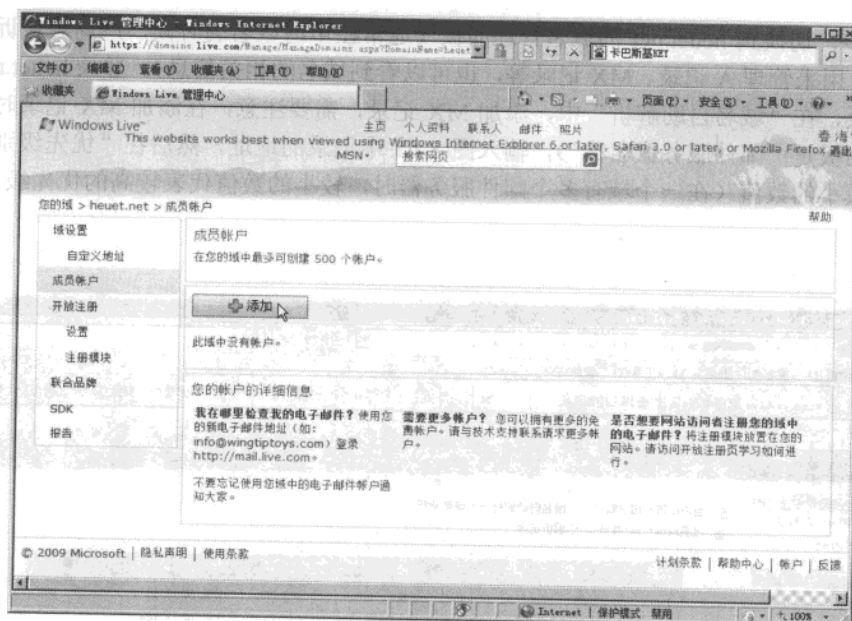 Windows Live 管理中心 - Windows Internet Explorer
https://domains.live.com/Manage/ManageDomains.aspx?DomainName=heuet
卡巴斯基KEY
文件(F) 编辑(E) 查看(V) 收藏夹(A) 工具(T) 帮助(H)
收藏夹 Windows Live 管理中心
页面(P) 安全(S) 工具(O)
Windows Live™ 主页 个人资料 联系人 邮件 照片
香 海
This website works best when viewed using Windows Internet Explorer 6 or later, Safari 3.0 or later, or Mozilla Firefox 退出
MSN 搜索网页
您的域 > heuet.net > 成员帐户
帮助
域设置
自定义地址
成员帐户
开放注册
设置
注册模块
联合品牌
SDK
报告
成员帐户
在您的域中最多可创建 500 个帐户。
添加
此域中没有帐户。
您的帐户的详细信息
我在哪里检查我的电子邮件？使用您
的新电子邮件地址（如：
info@wingtiptoys.com）登录
http://mail.live.com。
不要忘记使用您域中的电子邮件帐户通
知大家。
需要更多帐户？ 您可以拥有更多的免
费帐户。请与技术支持联系请求更多帐
户。
是否想要网站访问者注册您的域中
的电子邮件？将注册模块放置在您的
网站。请访问开放注册页学习如何进
行。
© 2009 Microsoft | 隐私声明 | 使用条款
计划条款 | 帮助中心 | 帐户 | 反馈
Internet | 保护模式: 禁用
100%